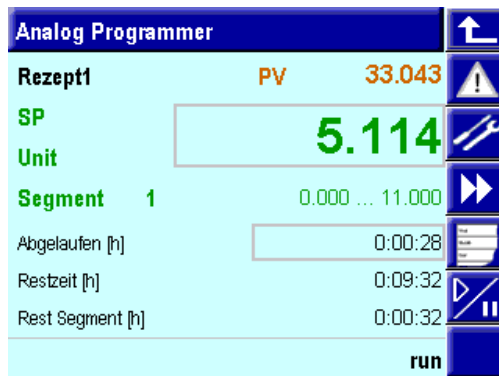 Analog Programmer
Rezept1 PV 33.043
SP 5.114
Unit
Segment 1 0.000 ... 11.000
Abgelaufen [h] 0:00:28
Restzeit [h] 0:09:32
Rest Segment [h] 0:00:32
run